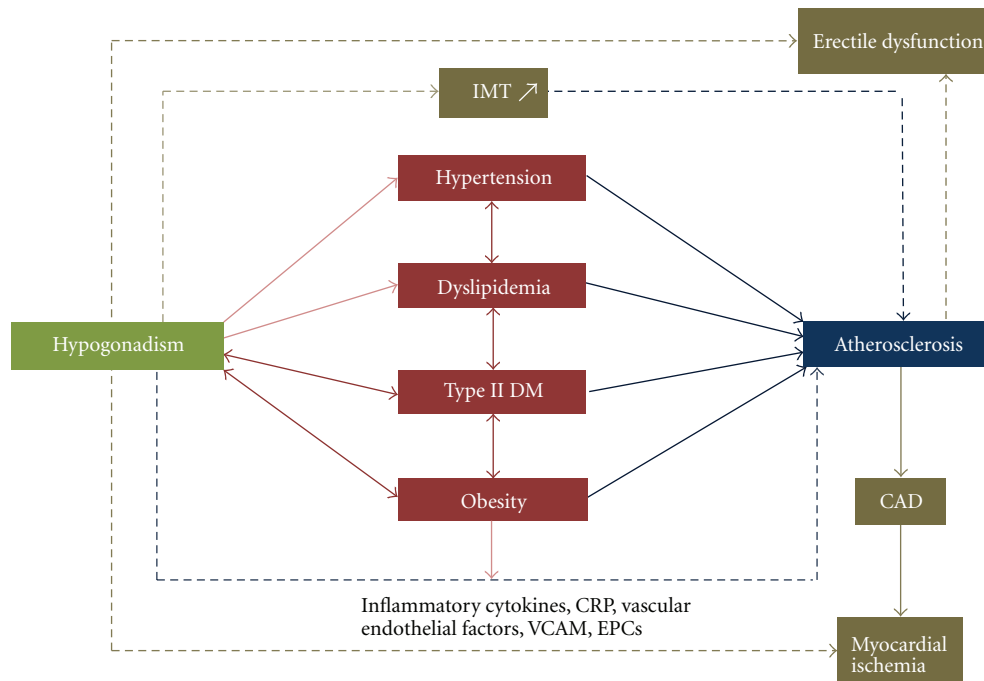 Erectile dysfunction
IMT ↗
Hypertension
Dyslipidemia
Hypogonadism
Atherosclerosis
Type II DM
Obesity
CAD
Inflammatory cytokines, CRP, vascular
endothelial factors, VCAM, EPCs
Myocardial
ischemia